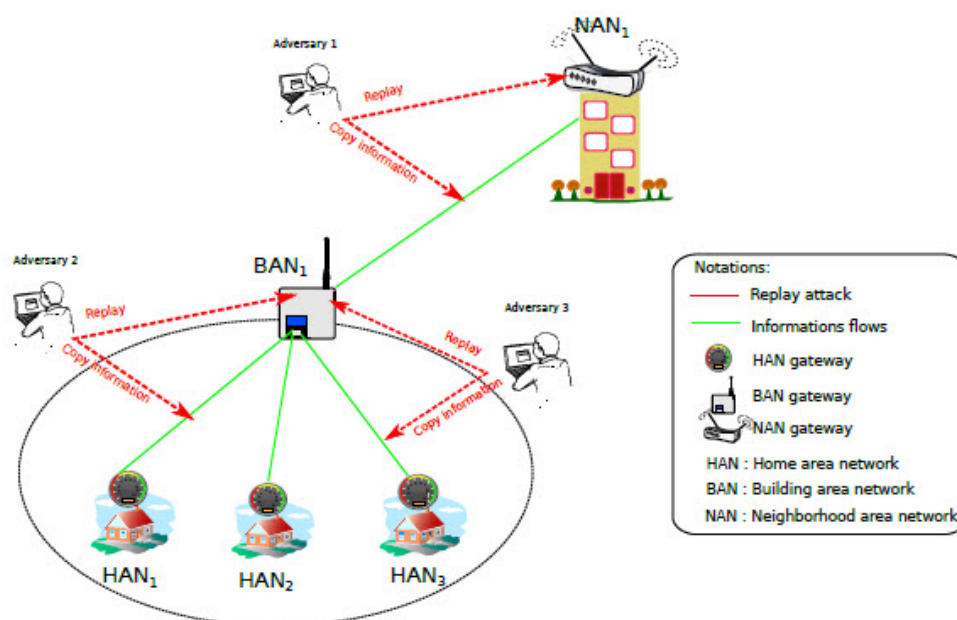 NAN1
Adversary 1
Replay
Copy information
Adversary 2
BAN1
Replay
Copy information
Adversary 3
Replay
Copy information
HAN1
HAN2
HAN3
Notations:
Replay attack
Informations flows
HAN gateway
BAN gateway
NAN gateway
HAN : Home area network
BAN : Building area network
NAN : Neighborhood area network